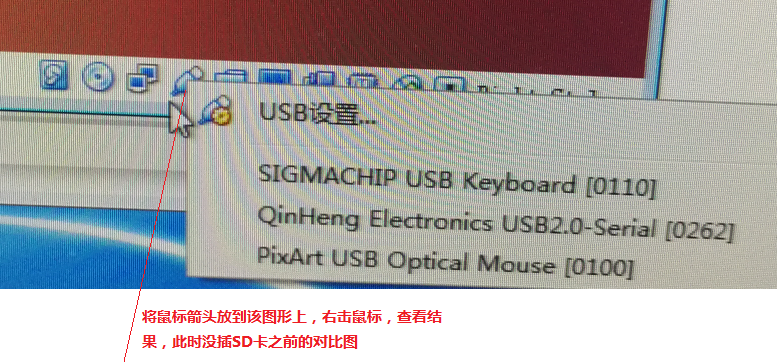 USB设置...
SIGMACHIP USB Keyboard [0110]
QinHeng Electronics USB2.0-Serial [0262]
PixArt USB Optical Mouse [0100]
将鼠标箭头放到该图形上，右击鼠标，查看结
果，此时没插SD卡之前的对比图